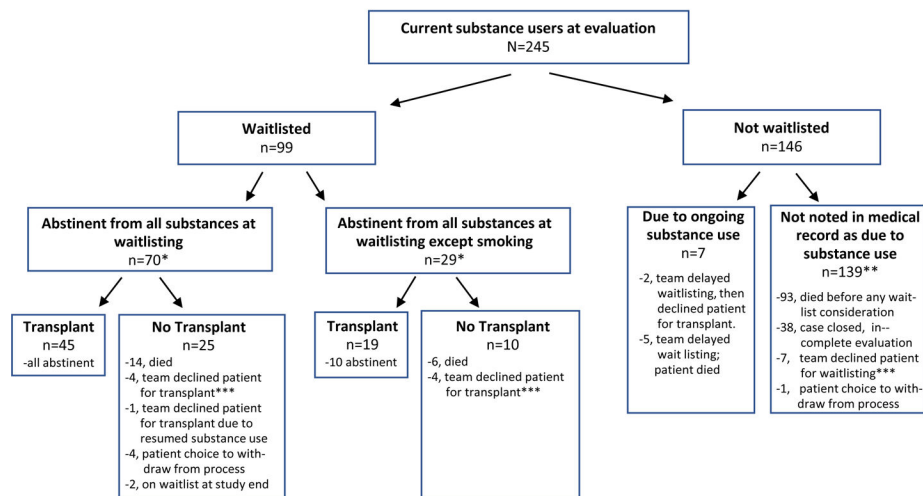 Current substance users at evaluation
N=245
Waitlisted
n=99
Not waitlisted
n=146
Abstinent from all substances at
waitlisting
n=70*
Abstinent from all substances at
waitlisting except smoking
n=29*
Due to ongoing
substance use
n=7
-2, team delayed
waitlisting, then
declined patient
for transplant.
-5, team delayed
wait listing;
patient died
Not noted in medical
record as due to
substance use
n=139**
-93, died before any wait-
list consideration
-38, case closed, in--
complete evaluation
-7, team declined patient
for waitlisting***
-1, patient choice to with-
draw from process
Transplant
n=45
-all abstinent
No Transplant
n=25
-14, died
-4, team declined patient
for transplant***
-1, team declined patient
for transplant due to
resumed substance use
-4, patient choice to with-
draw from process
-2, on waitlist at study end
Transplant
n=19
-10 abstinent
No Transplant
n=10
-6, died
-4, team declined patient
for transplant***